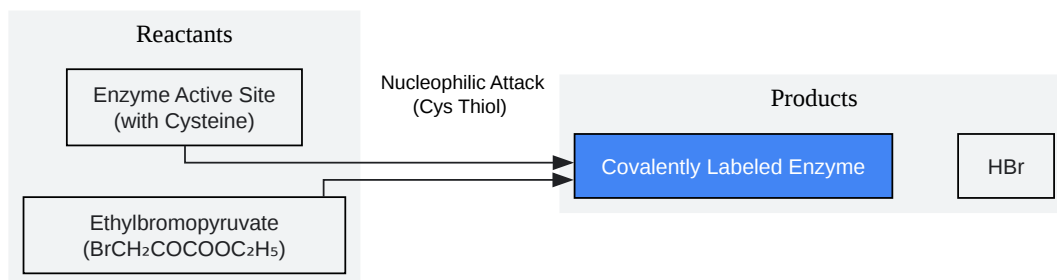 Reactants
Enzyme Active Site
(with Cysteine)
Ethylbromopyruvate
(BrCH₂COCOOC₂H₅)
Nucleophilic Attack
(Cys Thiol)
Products
Covalently Labeled Enzyme
HBr